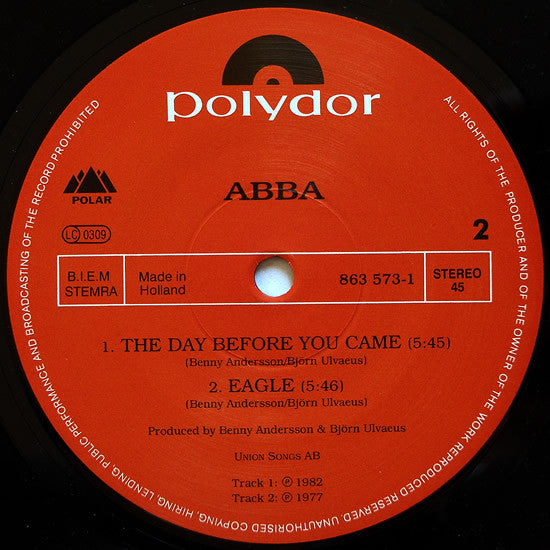 polydor
ABBA
POLAR
LC 0309
2
B.I.E.M
STEMRA
Made in
Holland
863 573-1
STEREO
45
1. THE DAY BEFORE YOU CAME (5:45)
(Benny Andersson/Björn Ulvaeus)
2. EAGLE (5:46)
(Benny Andersson/Björn Ulvaeus)
Produced by Benny Andersson & Björn Ulvaeus
UNION SONGS AB
Track 1: ℗ 1982
Track 2: ℗ 1977
ALL RIGHTS OF THE PRODUCER AND OF THE OWNER OF THE WORK REPRODUCED RESERVED. UNAUTHORISED COPYING, HIRING, LENDING, PUBLIC PERFORMANCE AND BROADCASTING OF THE RECORD PROHIBITED